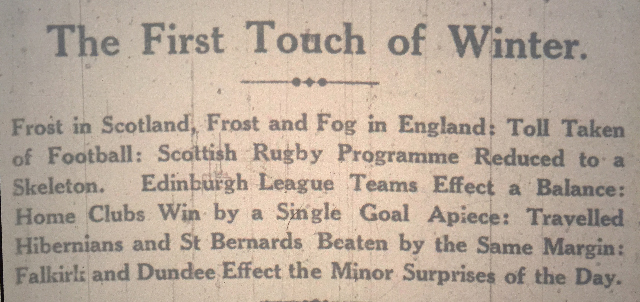 The First Touch of Winter.
Frost in Scotland, Frost and Fog in England: Toll Taken
of Football: Scottish Rugby Programme Reduced to a
Skeleton. Edinburgh League Teams Effect a Balance:
Home Clubs Win by a Single Goal Apiece: Travelled
Hibernians and St Bernards Beaten by the Same Margin:
Falkirk and Dundee Effect the Minor Surprises of the Day.